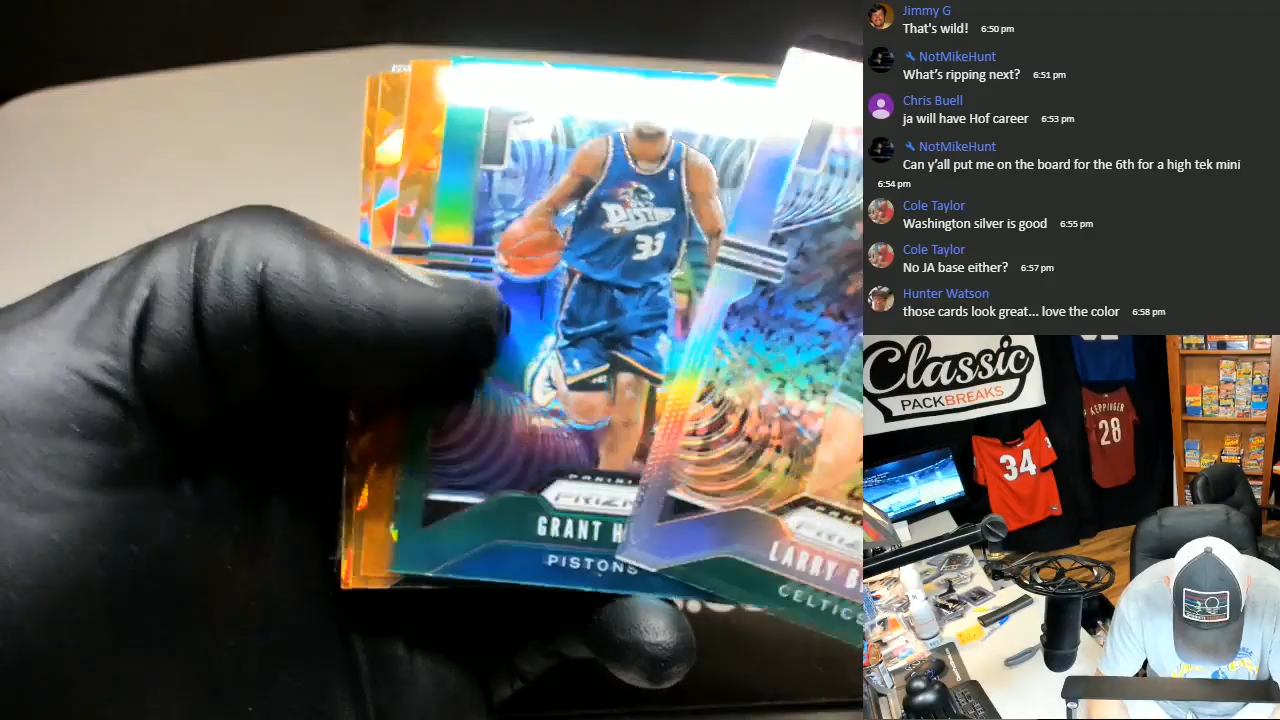 Jimmy G
That's wild! 6:50 pm
NotMikeHunt
What's ripping next? 6:51 pm
Chris Buell
ja will have Hof career 6:53 pm
NotMikeHunt
Can y'all put me on the board for the 6th for a high tek mini
6:54 pm
Cole Taylor
Washington silver is good 6:55 pm
Cole Taylor
No JA base either? 6:57 pm
Hunter Watson
those cards look great... love the color 6:58 pm
Classic
PACKBREAKS
KEPPINGER
28
34
PISTONS
33
PANINI
PRIZM
GRANT H
PISTONS
LARRY B
CELTICS